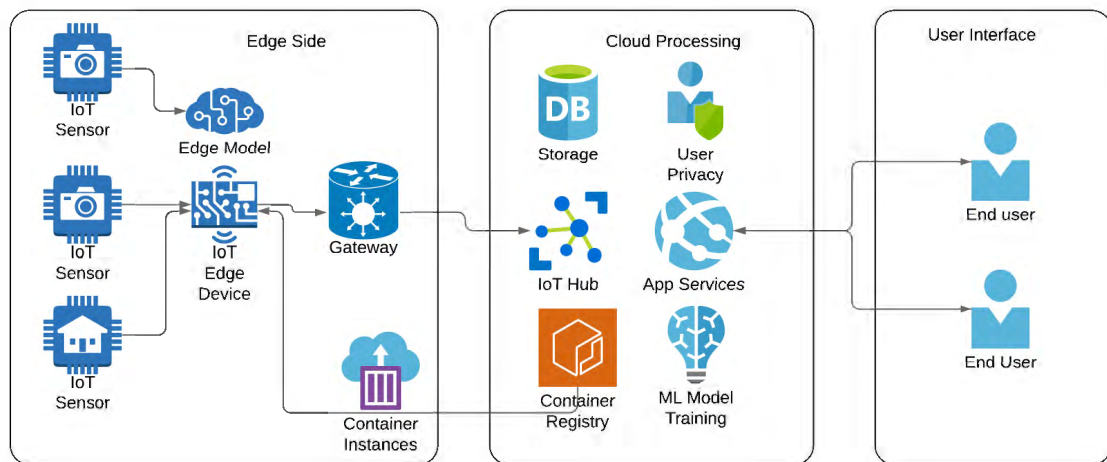 Edge Side
IoT
Sensor
Edge Model
IoT
Sensor
IoT
Edge
Device
Gateway
IoT
Sensor
Container
Instances
Cloud Processing
DB
Storage
User
Privacy
IoT Hub
App Services
Container
Registry
ML Model
Training
User Interface
End user
End User